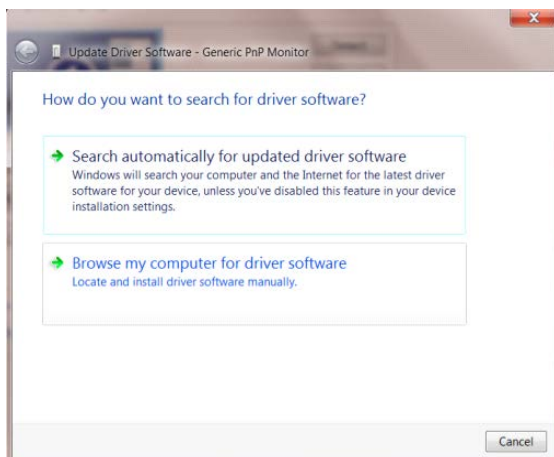 Update Driver Software - Generic PnP Monitor
How do you want to search for driver software?
Search automatically for updated driver software
Windows will search your computer and the Internet for the latest driver
software for your device, unless you've disabled this feature in your device
installation settings.
Browse my computer for driver software
Locate and install driver software manually.
Cancel